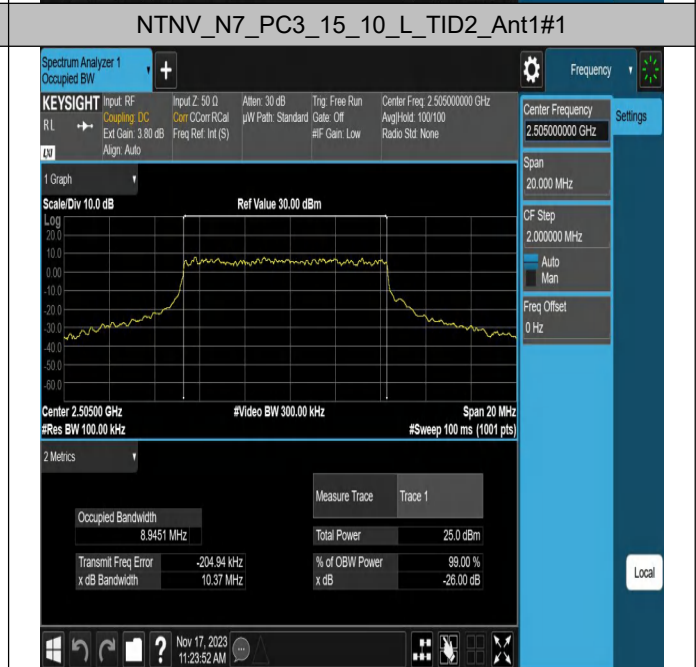 NTNV_N7_PC3_15_10_L_TID2_Ant1#1
Spectrum Analyzer 1
Occupied BW
+
Frequency
KEYSIGHT
RL
LXI
Input: RF
Coupling: DC
Ext Gain: 3.80 dB
Align: Auto
Input Z: 50 Ω
Corr CCorr RCal
Freq Ref: Int (S)
Atten: 30 dB
µW Path: Standard
Trig: Free Run
Gate: Off
#IF Gain: Low
Center Freq: 2.505000000 GHz
Avg|Hold: 100/100
Radio Std: None
Center Frequency
2.505000000 GHz
Settings
Span
20.000 MHz
CF Step
2.000000 MHz
Auto
Man
Freq Offset
0 Hz
1 Graph
Scale/Div 10.0 dB
Ref Value 30.00 dBm
Log
20.0
10.0
0.00
-10.0
-20.0
-30.0
-40.0
-50.0
-60.0
Center 2.50500 GHz
#Video BW 300.00 kHz
Span 20 MHz
#Res BW 100.00 kHz
#Sweep 100 ms (1001 pts)
2 Metrics
Measure Trace Trace 1
Occupied Bandwidth
8.9451 MHz
Total Power 25.0 dBm
Transmit Freq Error -204.94 kHz
% of OBW Power 99.00 %
x dB Bandwidth 10.37 MHz
x dB -26.00 dB
Local
?
Nov 17, 2023
11:23:52 AM